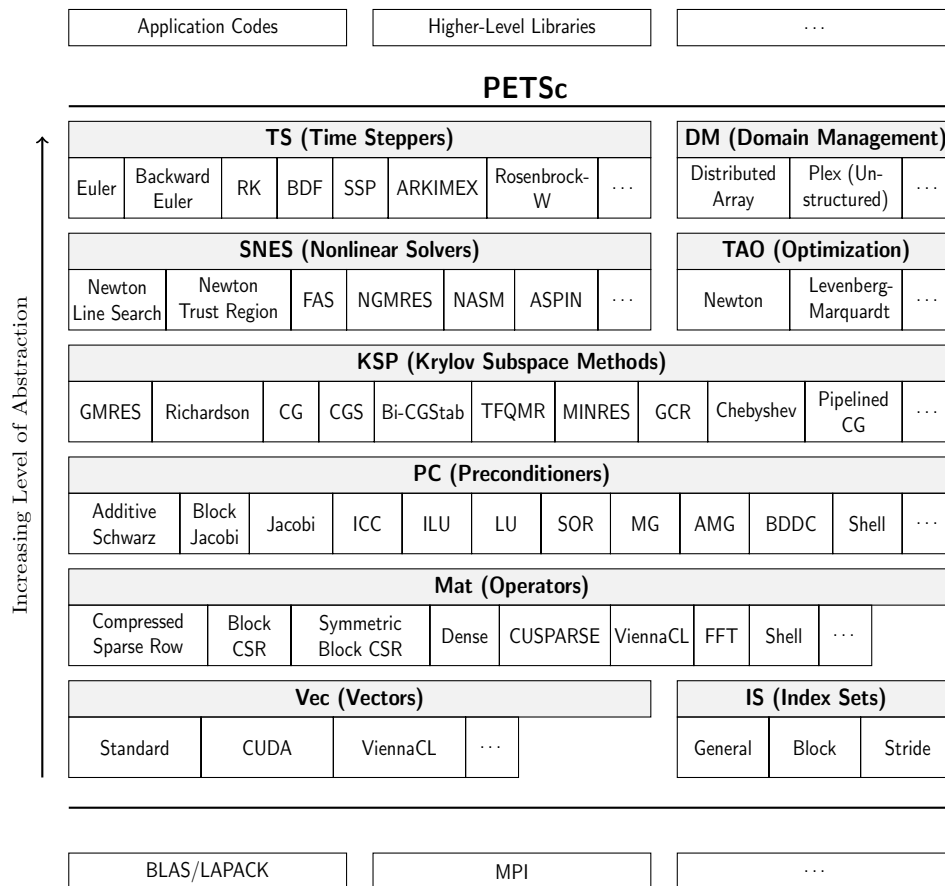 Application Codes
Higher-Level Libraries
···
PETSc
Increasing Level of Abstraction
TS (Time Steppers)
Euler
Backward
Euler
RK
BDF
SSP
ARKIMEX
Rosenbrock-
W
···
DM (Domain Management)
Distributed
Array
Plex (Un-
structured)
···
SNES (Nonlinear Solvers)
Newton
Line Search
Newton
Trust Region
FAS
NGMRES
NASM
ASPIN
···
TAO (Optimization)
Newton
Levenberg-
Marquardt
···
KSP (Krylov Subspace Methods)
GMRES
Richardson
CG
CGS
Bi-CGStab
TFQMR
MINRES
GCR
Chebyshev
Pipelined
CG
···
PC (Preconditioners)
Additive
Schwarz
Block
Jacobi
Jacobi
ICC
ILU
LU
SOR
MG
AMG
BDDC
Shell
···
Mat (Operators)
Compressed
Sparse Row
Block
CSR
Symmetric
Block CSR
Dense
CUSPARSE
ViennaCL
FFT
Shell
···
Vec (Vectors)
Standard
CUDA
ViennaCL
···
IS (Index Sets)
General
Block
Stride
BLAS/LAPACK
MPI
···